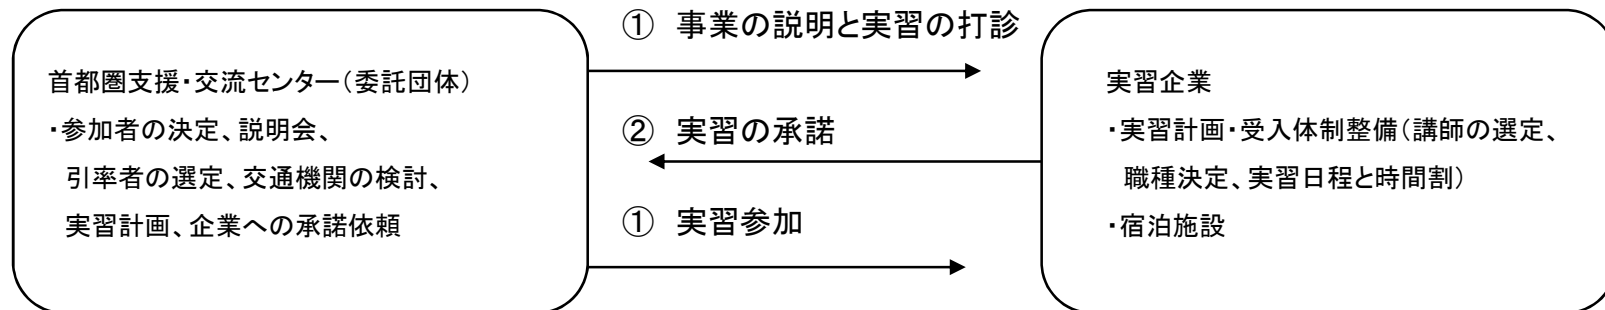 首都圏支援・交流センター（委託団体）
・参加者の決定、説明会、
引率者の選定、交通機関の検討、
実習計画、企業への承諾依頼
① 事業の説明と実習の打診
② 実習の承諾
① 実習参加
実習企業
・実習計画・受入体制整備（講師の選定、
職種決定、実習日程と時間割）
・宿泊施設